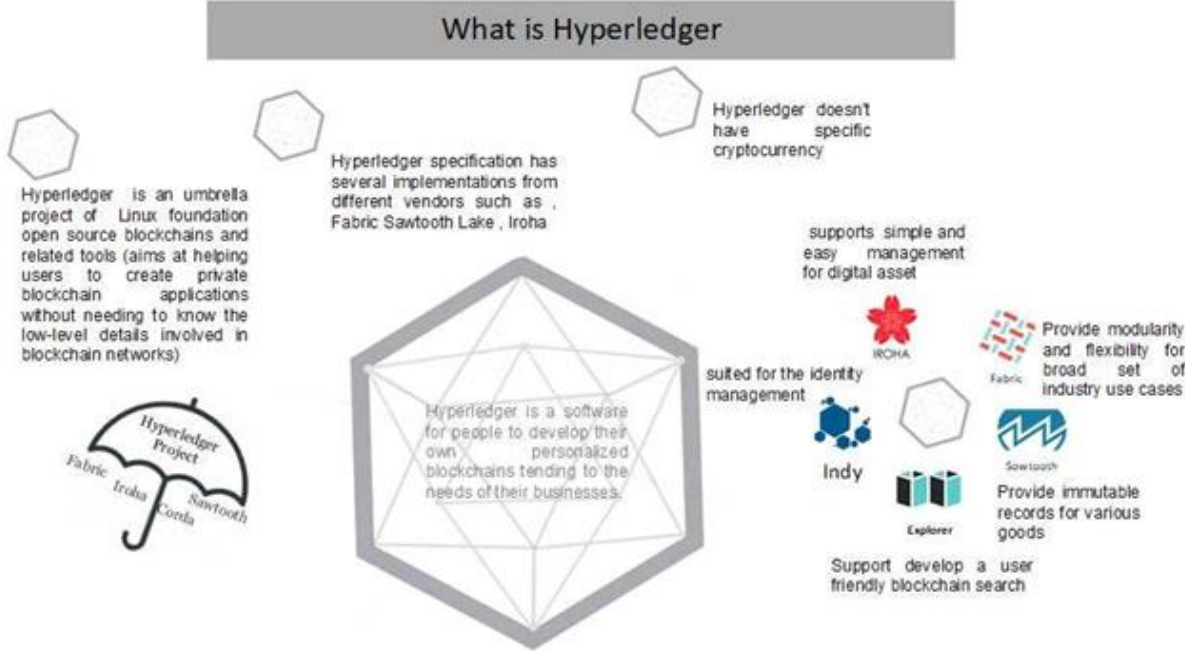 What is Hyperledger
Hyperledger is an umbrella
project of Linux foundation
open source blockchains and
related tools (aims at helping
users to create private
blockchain applications
without needing to know the
low-level details involved in
blockchain networks)
Hyperledger
Project
Fabric
Iroha
Corda
Sawtooth
Hyperledger specification has
several implementations from
different vendors such as ,
Fabric Sawtooth Lake , Iroha
Hyperledger is a software
for people to develop their
own personalized
blockchains tending to the
needs of their businesses.
Hyperledger doesn't
have specific
cryptocurrency
supports simple and
easy management
for digital asset
IROHA
Fabric
Provide modularity
and flexibility for
broad set of
industry use cases
suited for the identity
management
Indy
Sawtooth
Provide immutable
records for various
goods
Explorer
Support develop a user
friendly blockchain search